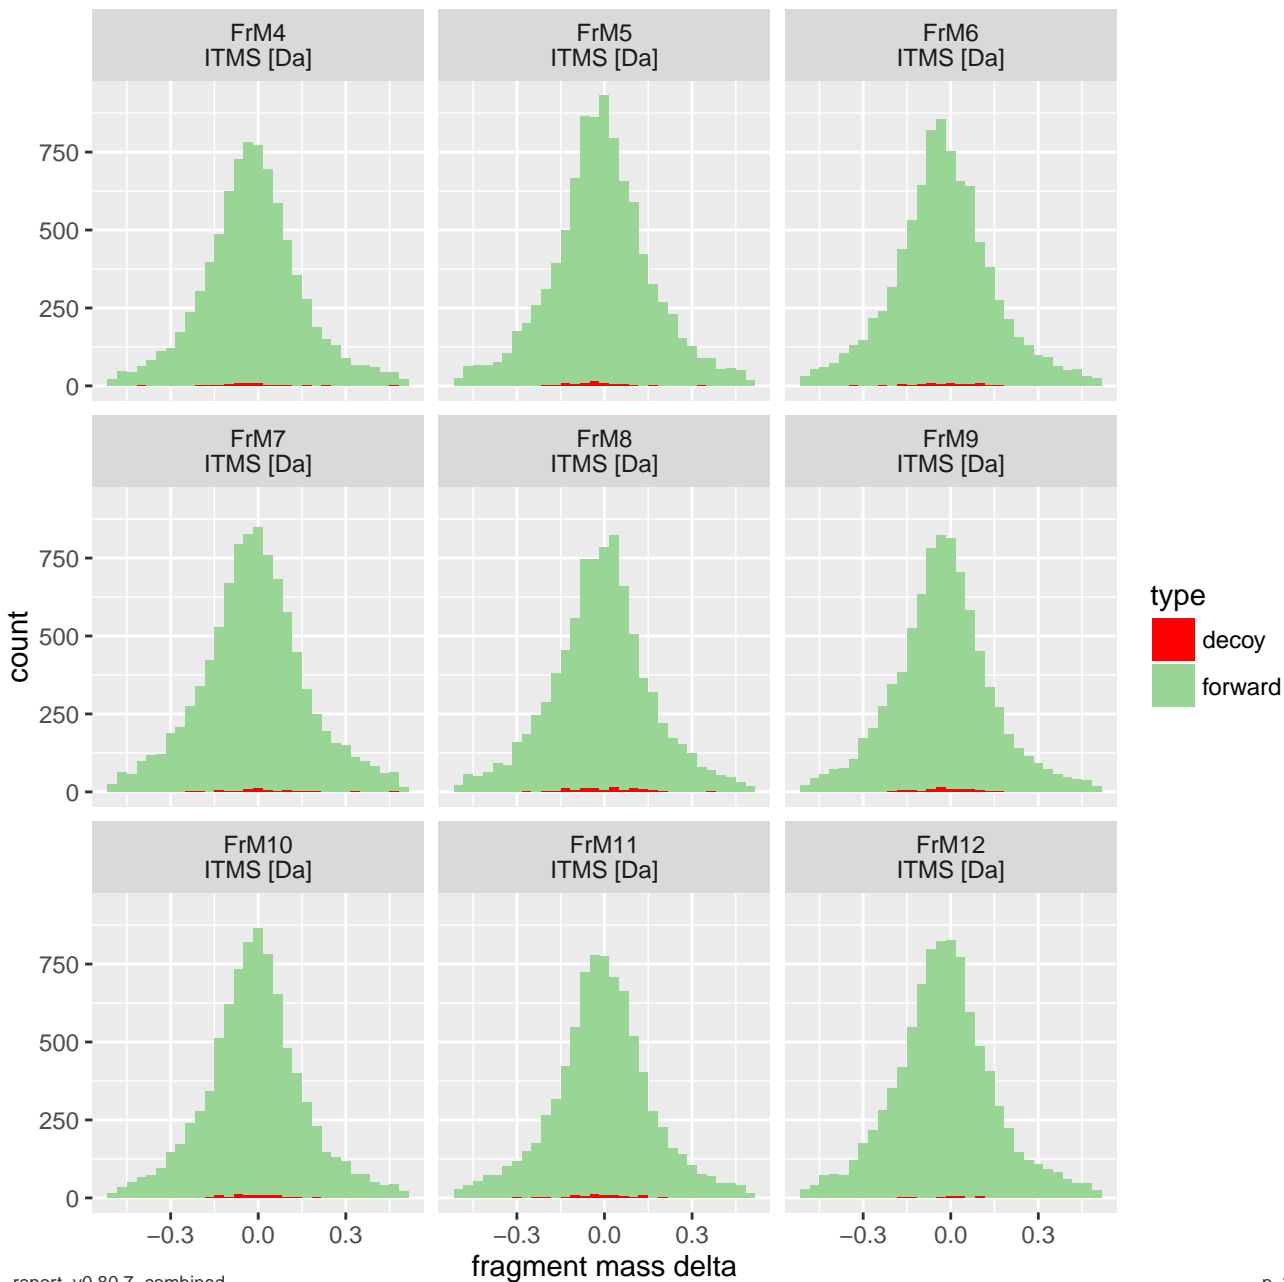 FrM4
ITMS [Da]
FrM5
ITMS [Da]
FrM6
ITMS [Da]
750
500
250
0
FrM7
ITMS [Da]
FrM8
ITMS [Da]
FrM9
ITMS [Da]
750
500
250
0
FrM10
ITMS [Da]
FrM11
ITMS [Da]
FrM12
ITMS [Da]
750
500
250
0
−0.3 0.0 0.3
−0.3 0.0 0.3
−0.3 0.0 0.3
count
fragment mass delta
type
decoy
forward